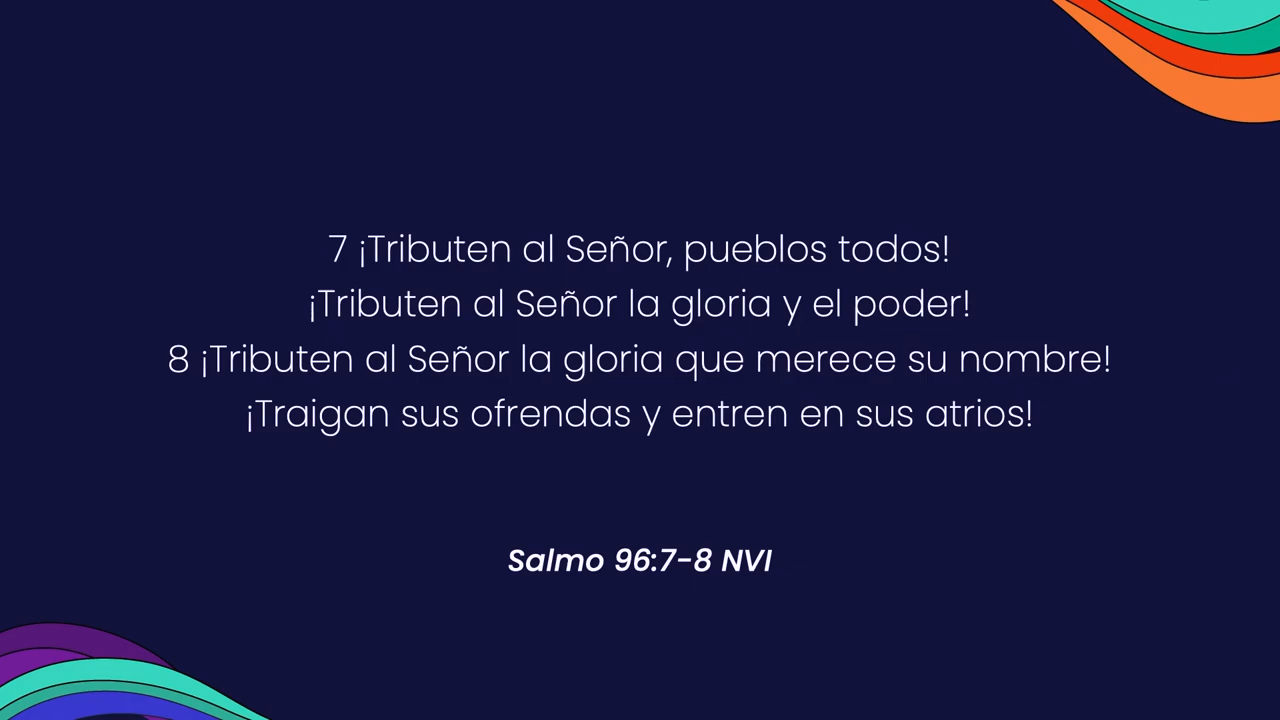 7 ¡Tributen al Señor, pueblos todos!
¡Tributen al Señor la gloria y el poder!
8 ¡Tributen al Señor la gloria que merece su nombre!
¡Traigan sus ofrendas y entren en sus atrios!
Salmo 96:7-8 NVI